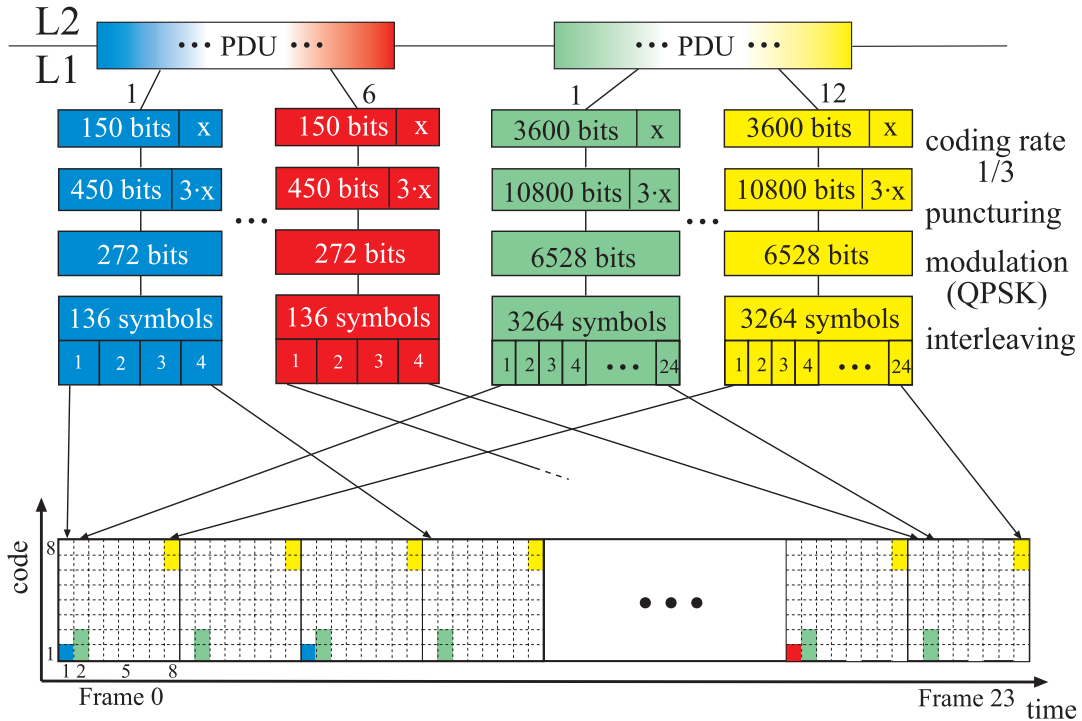 L2
L1
••• PDU •••
••• PDU •••
1
6
1
12
150 bits
x
150 bits
x
3600 bits
x
3600 bits
x
coding rate
1/3
450 bits
3·x
450 bits
3·x
10800 bits
3·x
10800 bits
3·x
•••
•••
puncturing
272 bits
272 bits
6528 bits
6528 bits
modulation
(QPSK)
136 symbols
136 symbols
3264 symbols
3264 symbols
interleaving
1 2 3 4
1 2 3 4
1 2 3 4 ••• 24
1 2 3 4 ••• 24
code
8
1
•••
1 2 5 8
Frame 0
Frame 23
time